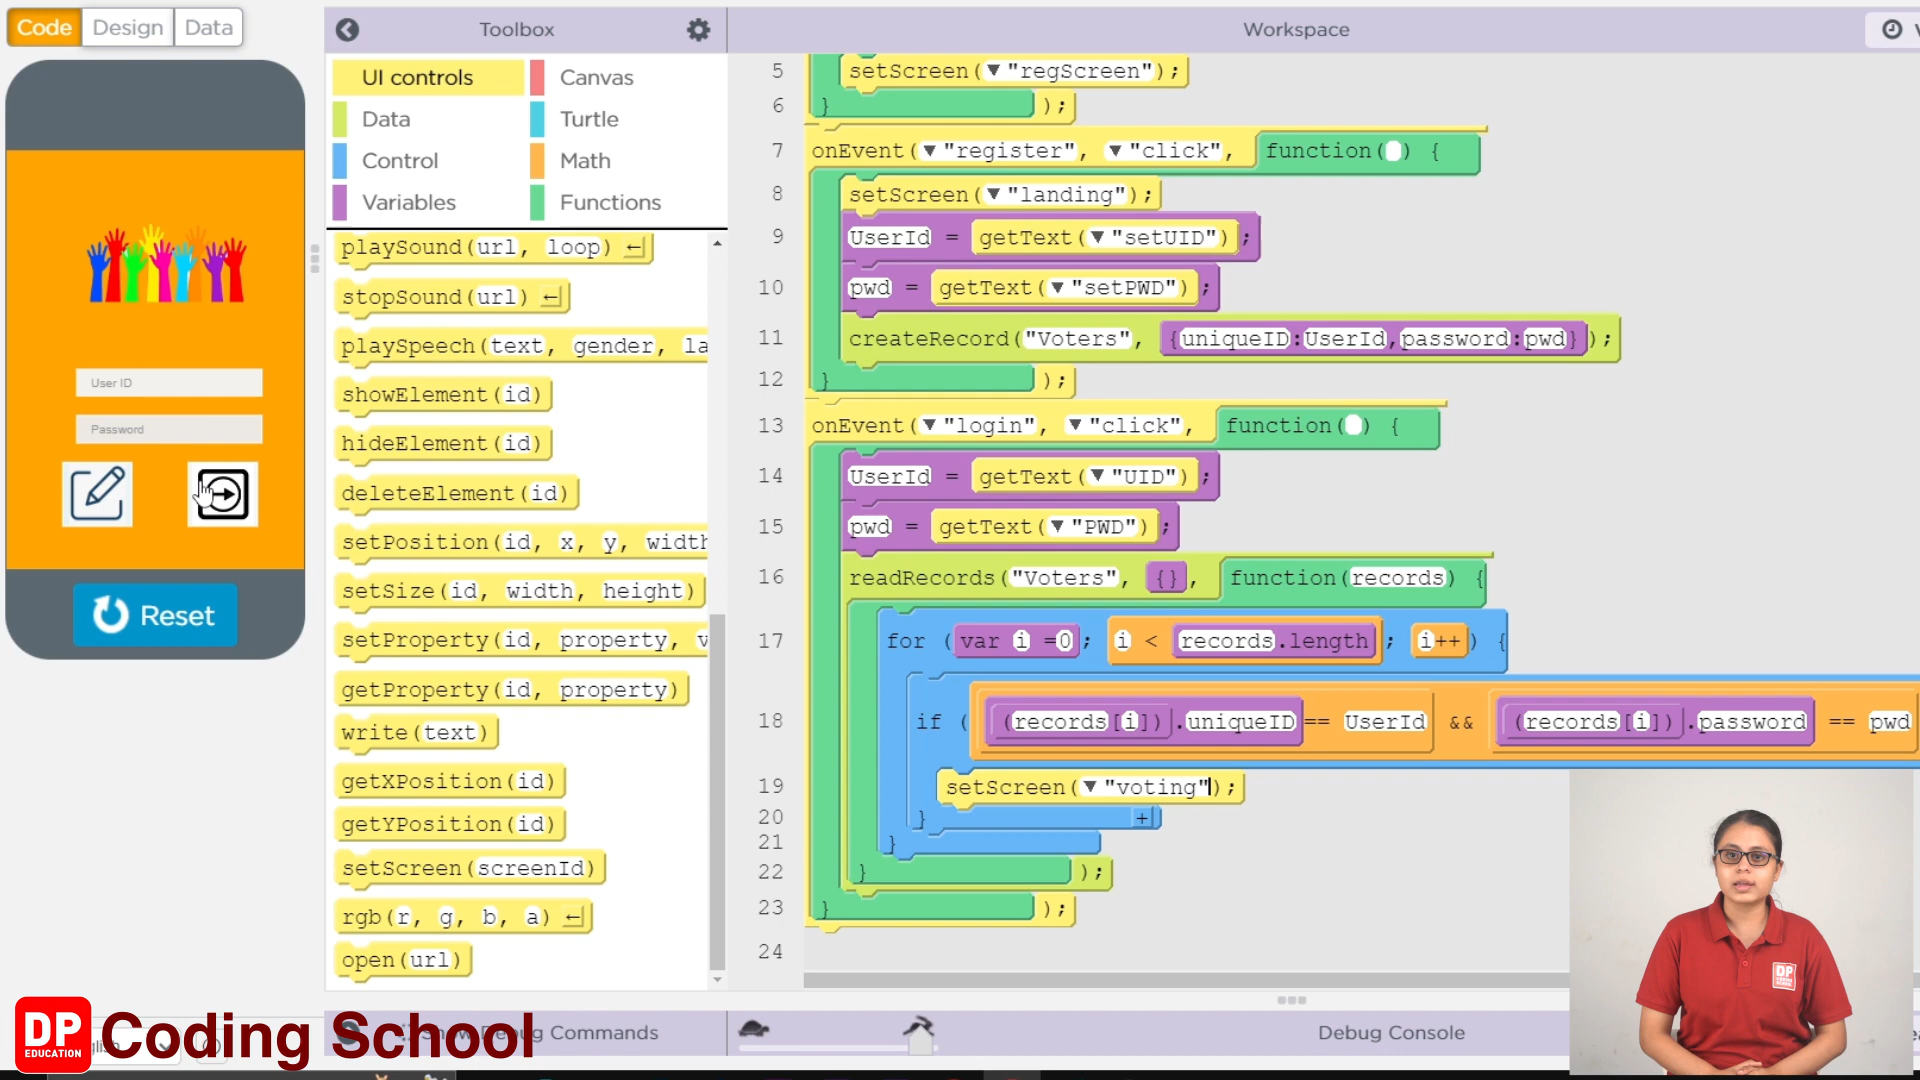 Code Design Data
Toolbox
Workspace
UI controls
Canvas
Data
Turtle
Control
Math
Variables
Functions
playSound(url, loop)
stopSound(url)
playSpeech(text, gender, la
showElement(id)
hideElement(id)
deleteElement(id)
setPosition(id, x, y, width
setSize(id, width, height)
setProperty(id, property, v
getProperty(id, property)
write(text)
getXPosition(id)
getYPosition(id)
setScreen(screenId)
rgb(r, g, b, a)
open(url)
User ID
Password
Reset
5 setScreen(▼"regScreen");
6 } );
7 onEvent(▼"register", ▼"click", function( ) {
8 setScreen(▼"landing");
9 UserId = getText(▼"setUID");
10 pwd = getText(▼"setPWD");
11 createRecord("Voters", {uniqueID:UserId,password:pwd});
12 } );
13 onEvent(▼"login", ▼"click", function( ) {
14 UserId = getText(▼"UID");
15 pwd = getText(▼"PWD");
16 readRecords("Voters", {}, function(records) {
17 for (var i =0; i < records.length; i++) {
18 if ((records[i]).uniqueID== UserId && (records[i]).password == pwd
19 setScreen(▼"voting");
20 } +
21 }
22 } );
23 } );
24
Debug Commands
Debug Console
DP
EDUCATION
Coding School
DP